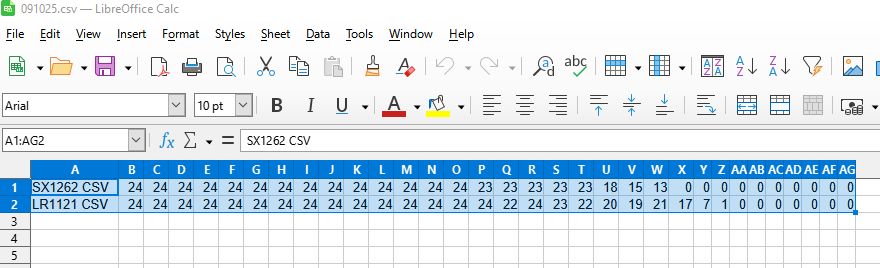 091025.csv — LibreOffice Calc
File Edit View Insert Format Styles Sheet Data Tools Window Help
abc
Arial 10 pt B I U A
A1:AG2 fx Σ = SX1262 CSV
A B C D E F G H I J K L M N O P Q R S T U V W X Y Z AA AB AC AD AE AF AG
1 SX1262 CSV 24 24 24 24 24 24 24 24 24 24 24 24 24 24 23 23 23 23 23 18 15 13 0 0 0 0 0 0 0 0 0 0
2 LR1121 CSV 24 24 24 24 24 24 24 24 24 24 24 24 24 24 24 22 24 23 22 20 19 21 17 7 1 0 0 0 0 0 0 0
3
4
5